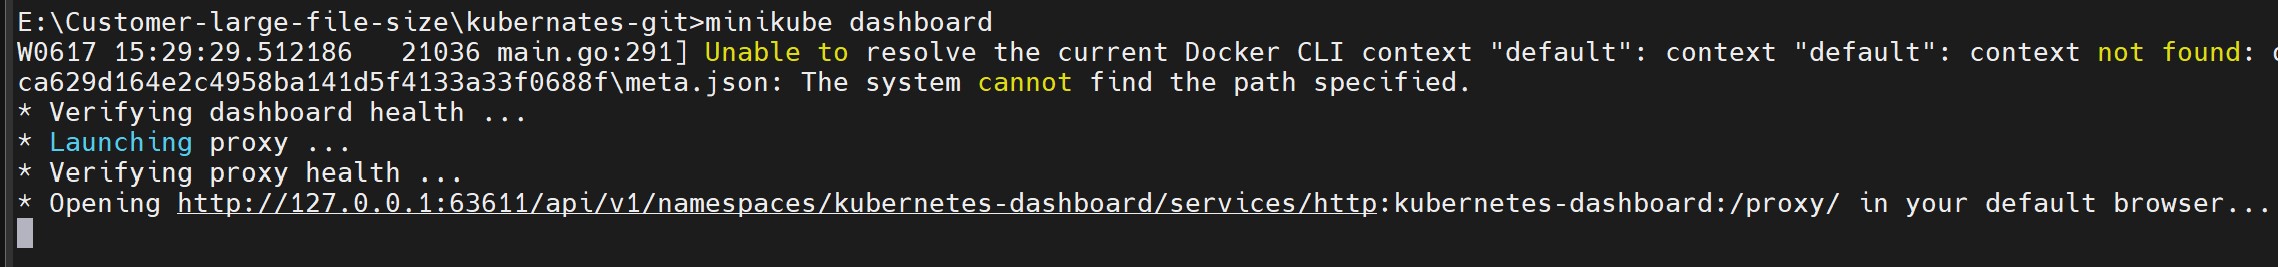 E:\Customer-large-file-size\kubernates-git>minikube dashboard
W0617 15:29:29.512186   21036 main.go:291] Unable to resolve the current Docker CLI context "default": context "default": context not found:
ca629d164e2c4958ba141d5f4133a33f0688f\meta.json: The system cannot find the path specified.
* Verifying dashboard health ...
* Launching proxy ...
* Verifying proxy health ...
* Opening http://127.0.0.1:63611/api/v1/namespaces/kubernetes-dashboard/services/http:kubernetes-dashboard:/proxy/ in your default browser...